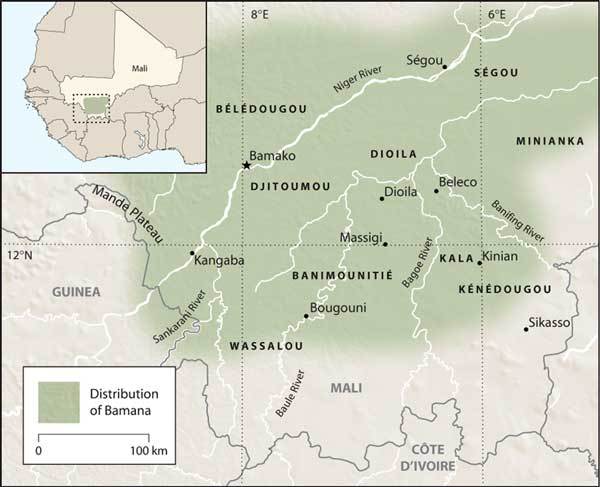 8°E
6°E
Mali
Ségou
SÉGOU
Niger River
BÉLÉDOUGOU
MINIANKA
Bamako
DIOILA
DJITOUMOU
Beleco
Dioila
Mande Plateau
Banifing River
Massigi
12°N
Kangaba
Bagoe River
KALA
Kinian
BANIMOUNITIÉ
GUINEA
KÉNÉDOUGOU
Sankarani River
Bougouni
Sikasso
WASSALOU
Baule River
MALI
Distribution
of Bamana
0
100 km
CÔTE
D'IVOIRE